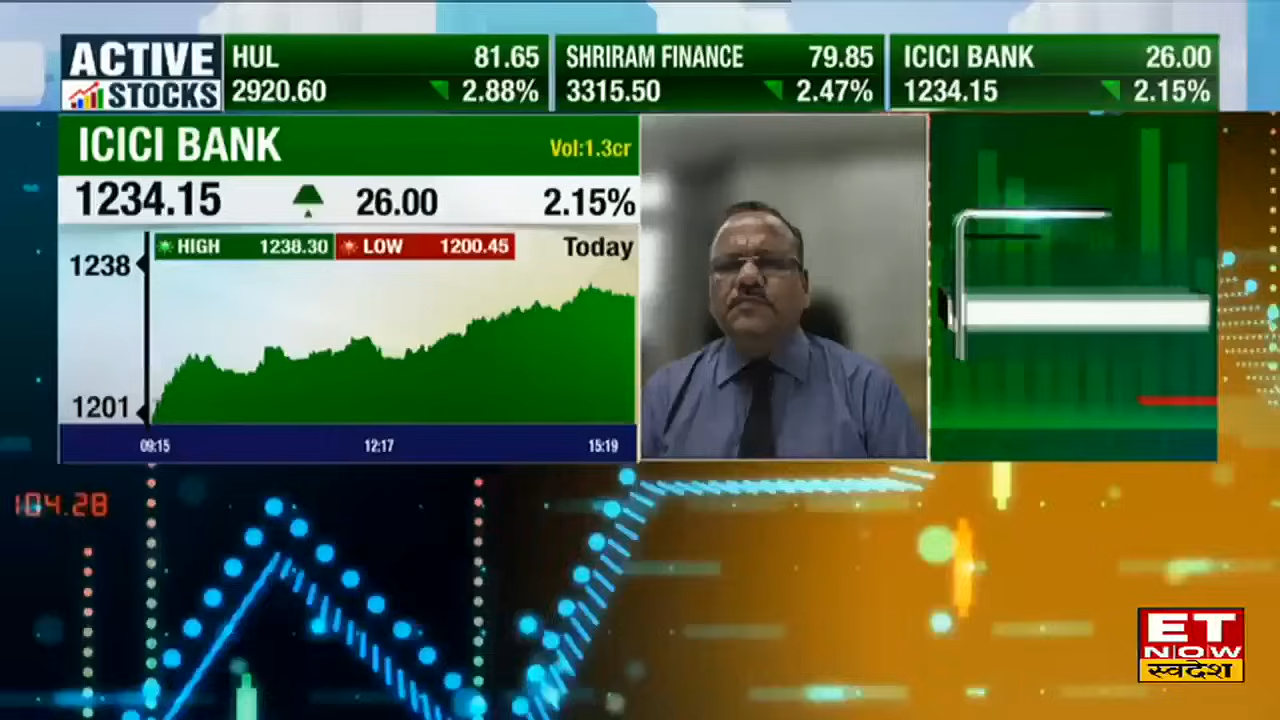 ACTIVE
STOCKS
HUL 81.65
2920.60 2.88%
SHRIRAM FINANCE 79.85
3315.50 2.47%
ICICI BANK 26.00
1234.15 2.15%
ICICI BANK Vol:1.3cr
1234.15 26.00 2.15%
HIGH 1238.30 LOW 1200.45 Today
1238
1201
09:15 12:17 15:19
104.28
ET
NOW
स्वदेश